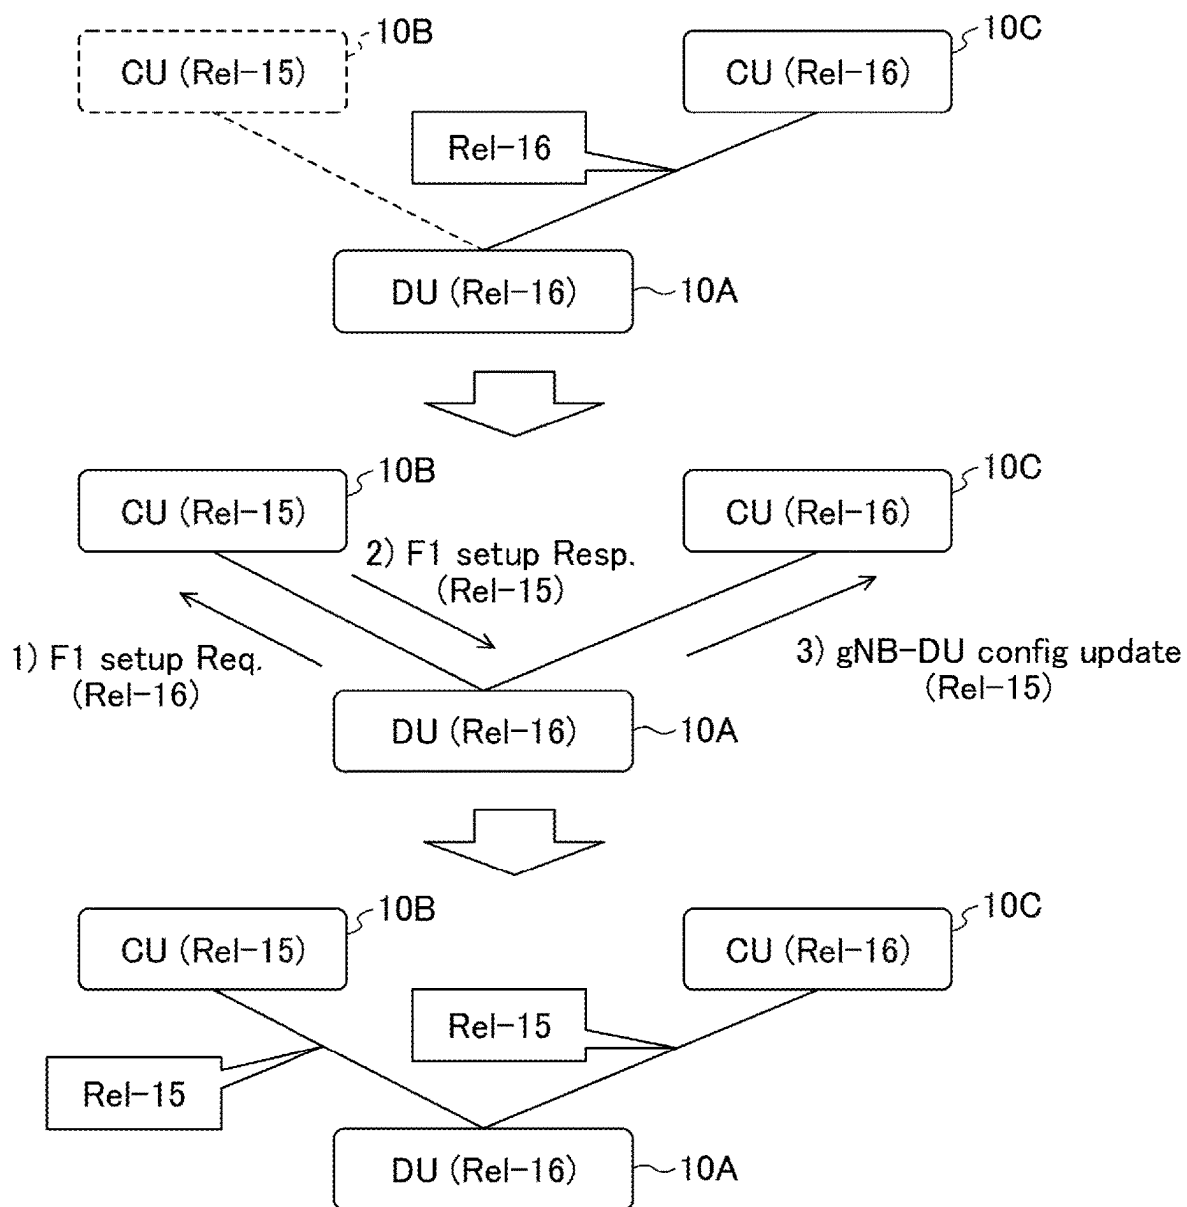 10B
10C
CU (Rel-15)
CU (Rel-16)
Rel-16
DU (Rel-16)
10A
10B
10C
CU (Rel-15)
CU (Rel-16)
2) F1 setup Resp.
(Rel-15)
1) F1 setup Req.
(Rel-16)
3) gNB-DU config update
(Rel-15)
DU (Rel-16)
10A
10B
10C
CU (Rel-15)
CU (Rel-16)
Rel-15
Rel-15
DU (Rel-16)
10A